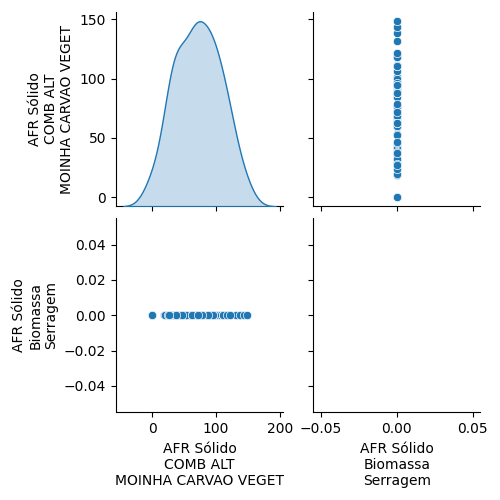 150
100
50
0
AFR Sólido
COMB ALT
MOINHA CARVAO VEGET
0.04
0.02
0.00
−0.02
−0.04
AFR Sólido
Biomassa
Serragem
0 100 200
−0.05 0.00 0.05
AFR Sólido
COMB ALT
MOINHA CARVAO VEGET
AFR Sólido
Biomassa
Serragem